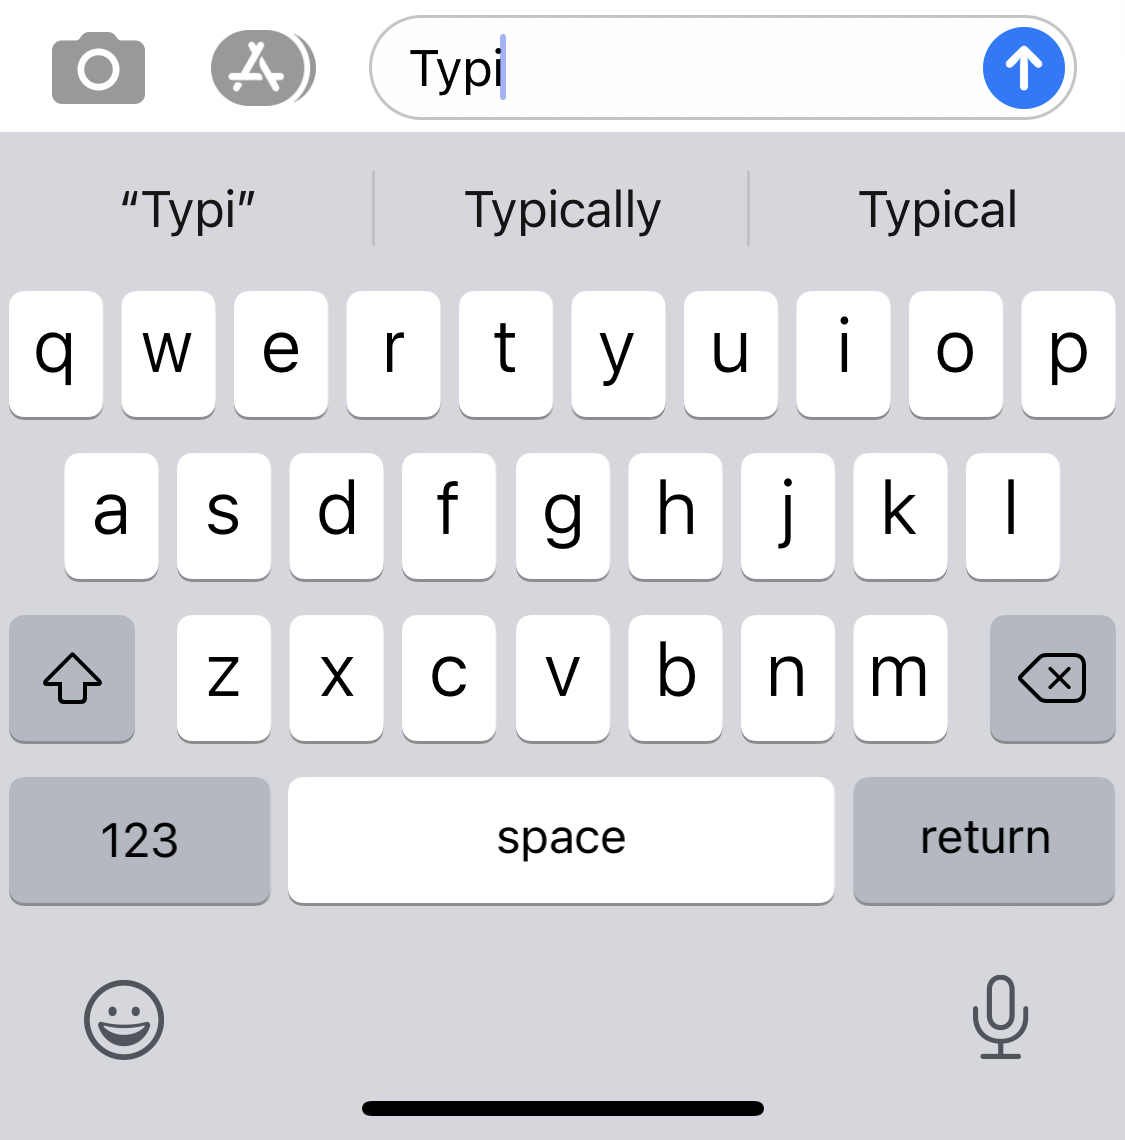 Typi
“Typi” Typically Typical
q w e r t y u i o p
a s d f g h j k l
z x c v b n m
123 space return